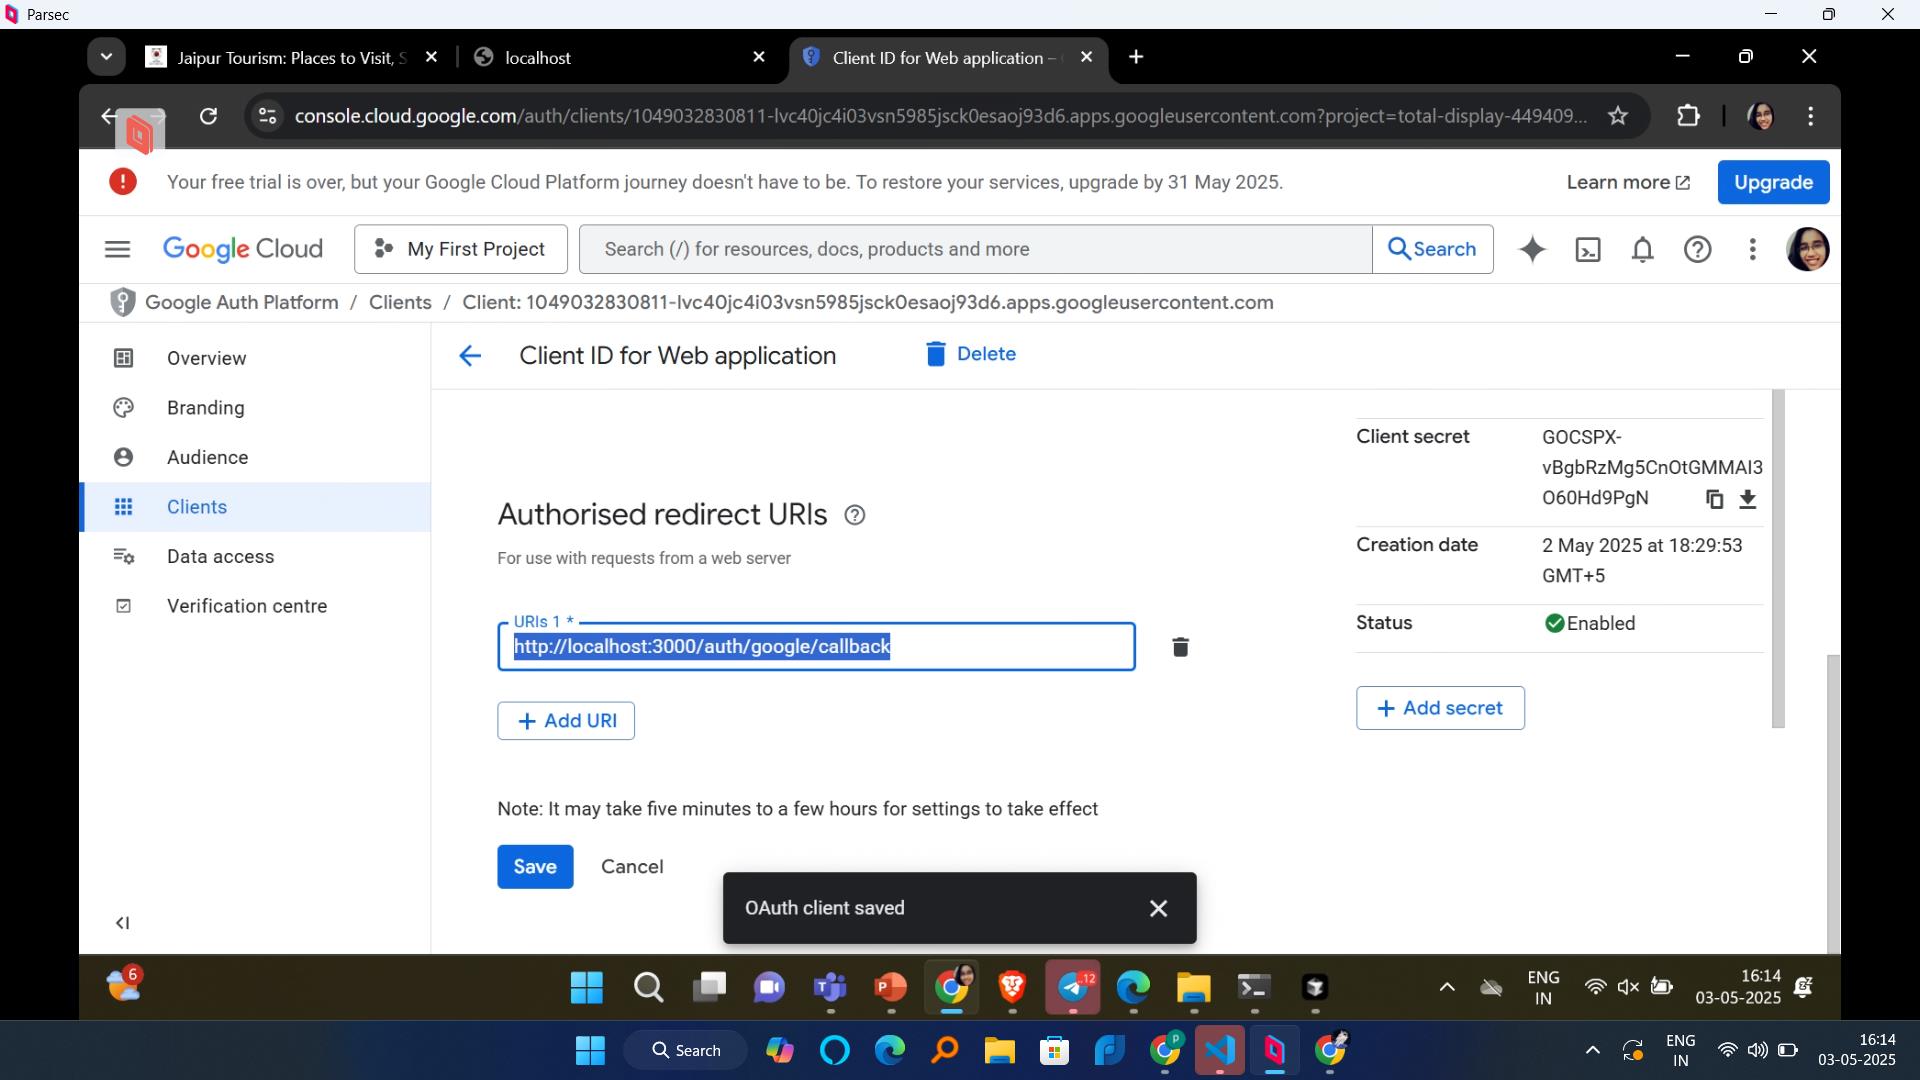 Parsec
Jaipur Tourism: Places to Visit, S
localhost
Client ID for Web application –
console.cloud.google.com/auth/clients/1049032830811-lvc40jc4i03vsn5985jsck0esaoj93d6.apps.googleusercontent.com?project=total-display-449409...
Your free trial is over, but your Google Cloud Platform journey doesn't have to be. To restore your services, upgrade by 31 May 2025.
Learn more
Upgrade
Google Cloud
My First Project
Search (/) for resources, docs, products and more
Search
Google Auth Platform / Clients / Client: 1049032830811-lvc40jc4i03vsn5985jsck0esaoj93d6.apps.googleusercontent.com
Overview
Branding
Audience
Clients
Data access
Verification centre
Client ID for Web application
Delete
Authorised redirect URIs
For use with requests from a web server
URIs 1 *
http://localhost:3000/auth/google/callback
+ Add URI
Note: It may take five minutes to a few hours for settings to take effect
Save
Cancel
OAuth client saved
Client secret
GOCSPX-
vBgbRzMg5CnOtGMMAI3
O60Hd9PgN
Creation date
2 May 2025 at 18:29:53
GMT+5
Status
Enabled
+ Add secret
6
12
ENG
IN
16:14
03-05-2025
Search
P
ENG
IN
16:14
03-05-2025